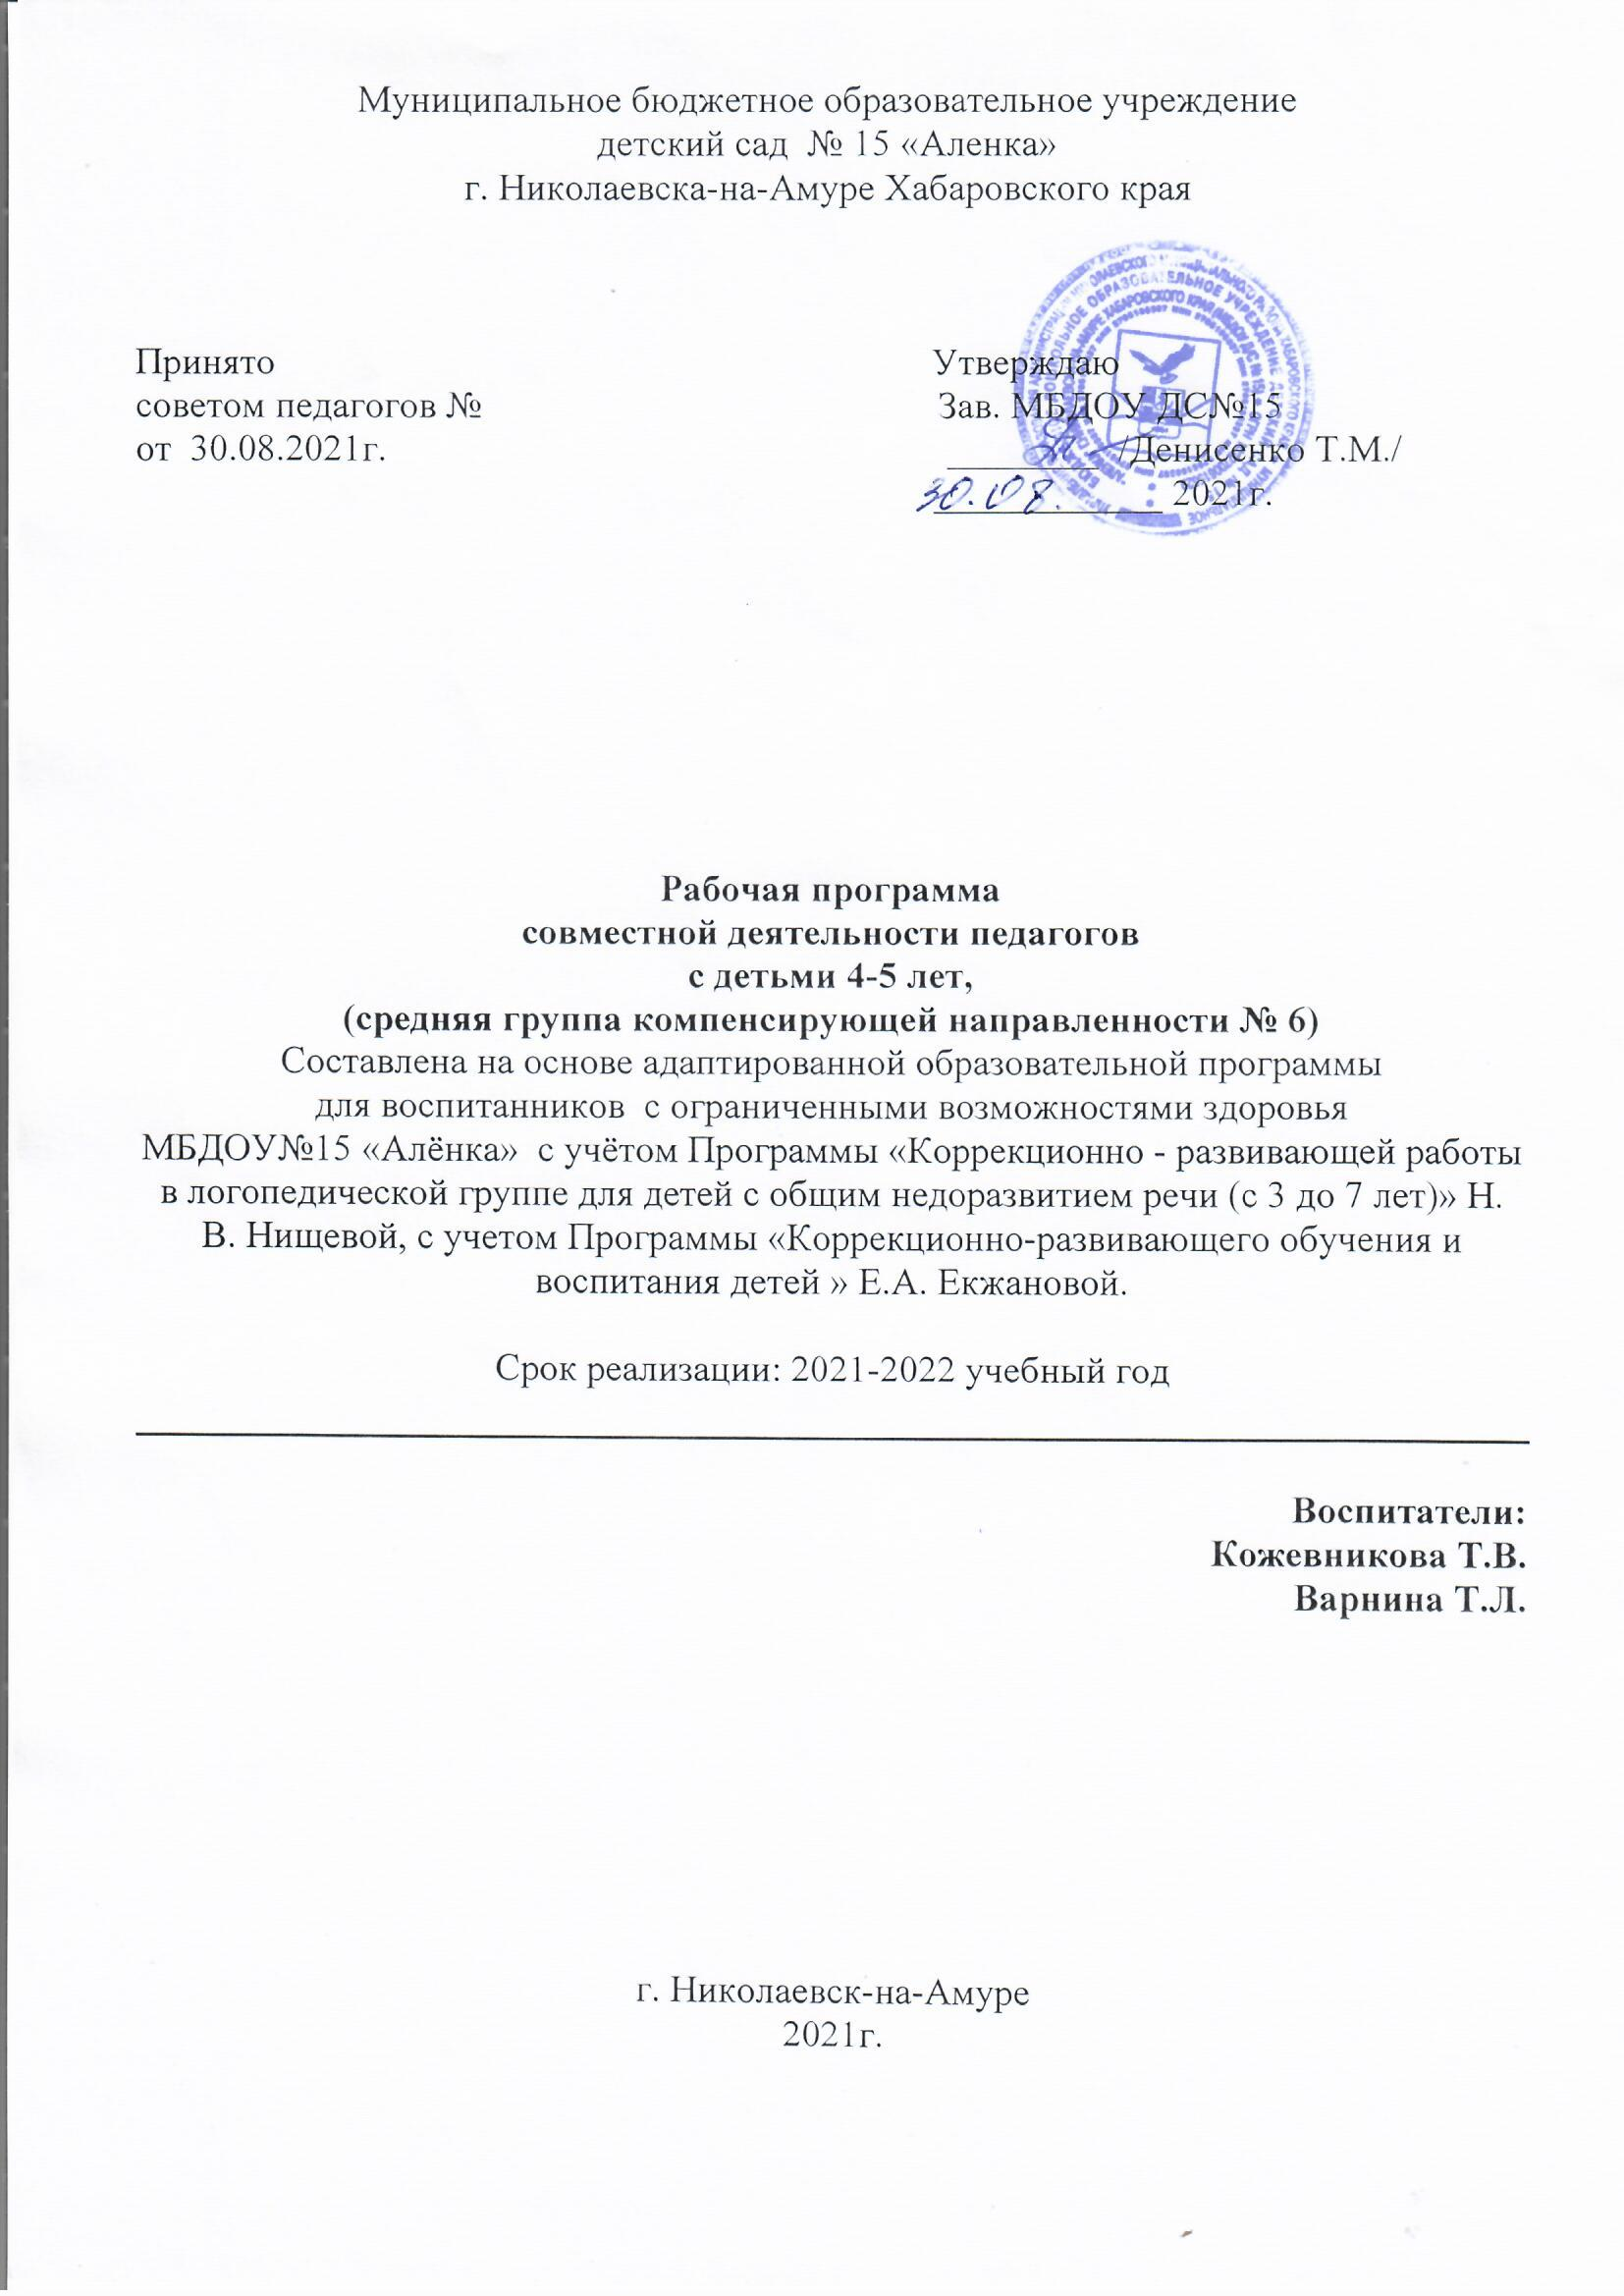 Муниципальное бюджетное образовательное учреждение
детский сад № 15 «Аленка»
г. Николаевска-на-Амуре Хабаровского края
Принято
советом педагогов №
от 30.08.2021г.
Утверждаю
Зав. МБДОУ ДС№15
________ /Денисенко Т.М./
30.08. 2021г.
Рабочая программа
совместной деятельности педагогов
с детьми 4-5 лет,
(средняя группа компенсирующей направленности № 6)
Составлена на основе адаптированной образовательной программы
для воспитанников с ограниченными возможностями здоровья
МБДОУ№15 «Алёнка» с учётом Программы «Коррекционно - развивающей работы
в логопедической группе для детей с общим недоразвитием речи (с 3 до 7 лет)» Н.
В. Нищевой, с учетом Программы «Коррекционно-развивающего обучения и
воспитания детей » Е.А. Екжановой.
Срок реализации: 2021-2022 учебный год
Воспитатели:
Кожевникова Т.В.
Варнина Т.Л.
г. Николаевск-на-Амуре
2021г.